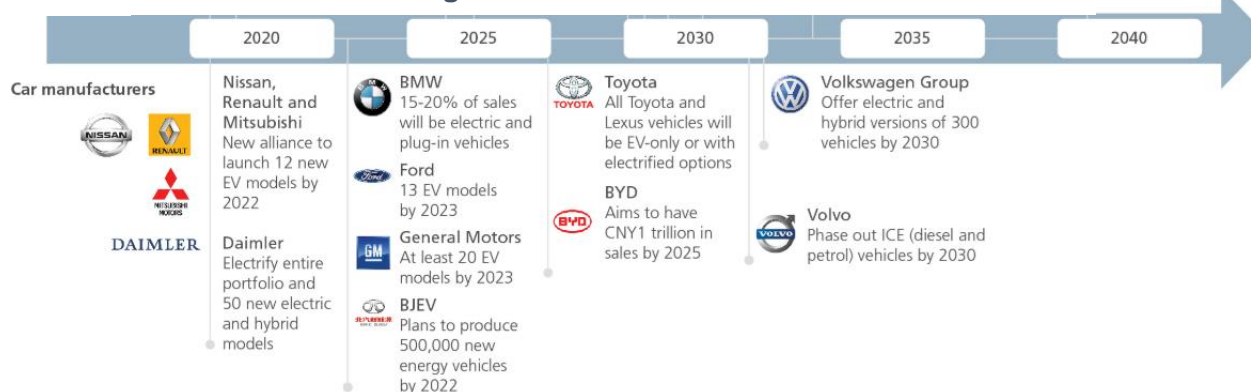 2020
2025
2030
2035
2040
Car manufacturers
NISSAN
RENAULT
MITSUBISHI
MOTORS
DAIMLER
Nissan,
Renault and
Mitsubishi
New alliance to
launch 12 new
EV models by
2022
Daimler
Electrify entire
portfolio and
50 new electric
and hybrid
models
BMW
BMW
15-20% of sales
will be electric and
plug-in vehicles
Ford
Ford
13 EV models
by 2023
GM
General Motors
At least 20 EV
models by 2023
BJEV
Plans to produce
500,000 new
energy vehicles
by 2022
TOYOTA
Toyota
All Toyota and
Lexus vehicles will
be EV-only or with
electrified options
BYD
BYD
Aims to have
CNY1 trillion in
sales by 2025
Volkswagen Group
Offer electric and
hybrid versions of 300
vehicles by 2030
VOLVO
Volvo
Phase out ICE (diesel and
petrol) vehicles by 2030